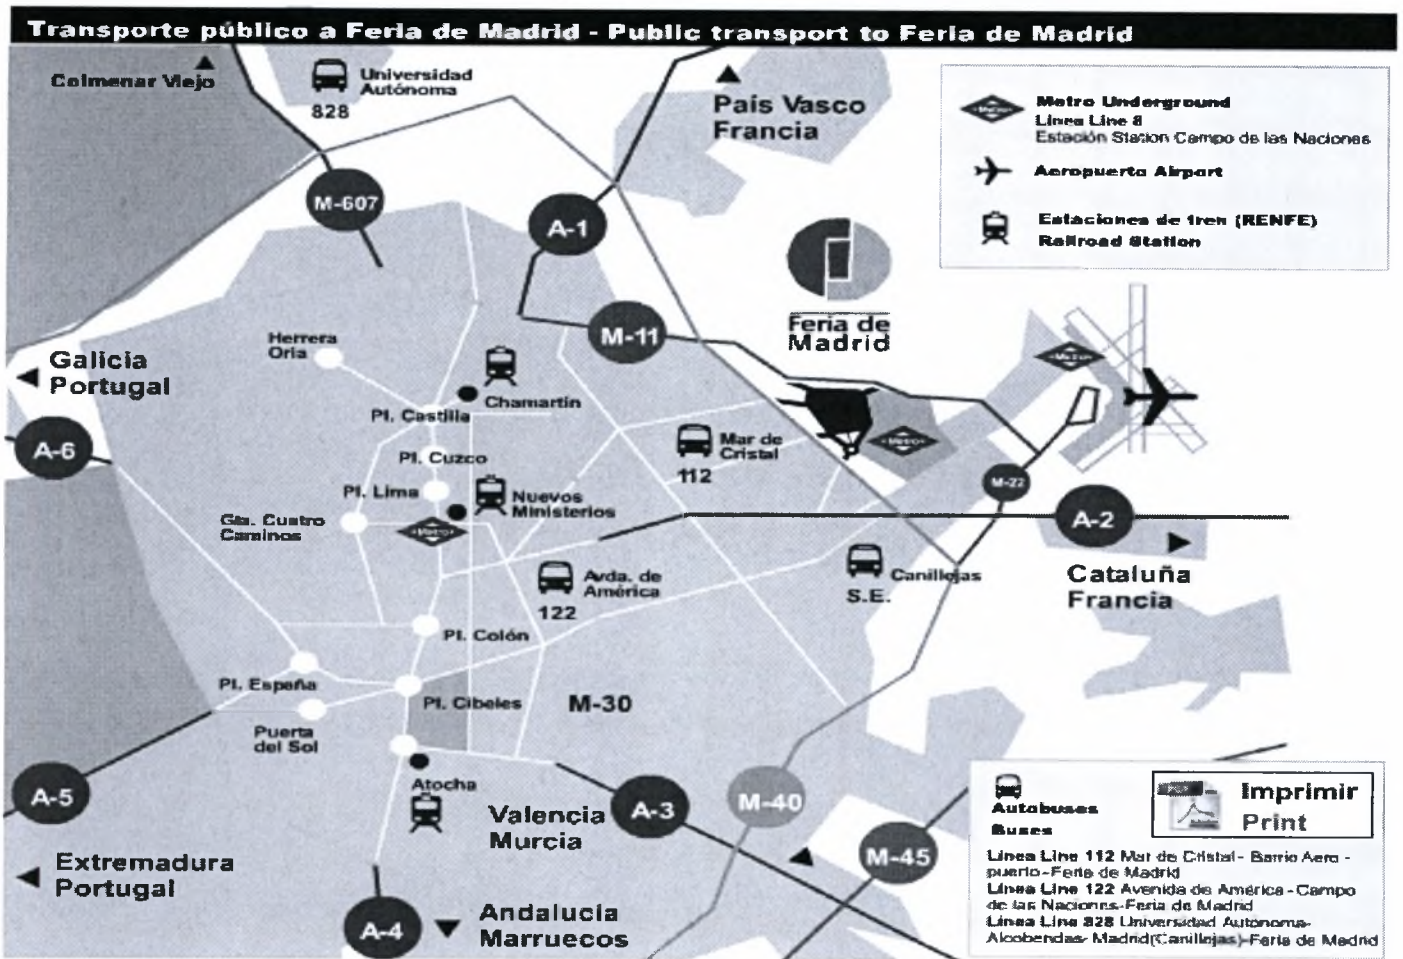 Transporte público a Feria de Madrid - Public transport to Feria de Madrid
Colmenar Viejo
Universidad
Autónoma
828
País Vasco
Francia
Metro Underground
Línea Line 8
Estación Station Campo de las Naciones
Aeropuerto Airport
Estaciones de tren (RENFE)
Railroad Station
M-607
A-1
M-11
Feria de
Madrid
Metro
Herrera
Oria
Galicia
Portugal
Chamartín
Pl. Castilla
A-6
Pl. Cuzco
Mar de
Cristal
112
Metro
M-22
Pl. Lima
Nuevos
Ministerios
Gta. Cuatro
Caminos
Metro
A-2
Cataluña
Francia
Canillejas
S.E.
Avda. de
América
122
Pl. Colón
Pl. España
Pl. Cibeles
M-30
Puerta
del Sol
Atocha
A-5
Extremadura
Portugal
Valencia
Murcia
A-3
M-40
M-45
A-4
Andalucía
Marruecos
Autobuses
Buses
PDF
Imprimir
Print
Línea Line 112 Mar de Cristal - Barrio Aero -
puerto-Feria de Madrid
Línea Line 122 Avenida de América - Campo
de las Naciones-Feria de Madrid
Línea Line 828 Universidad Autónoma-
Alcobendas- Madrid(Canillejas)-Feria de Madrid